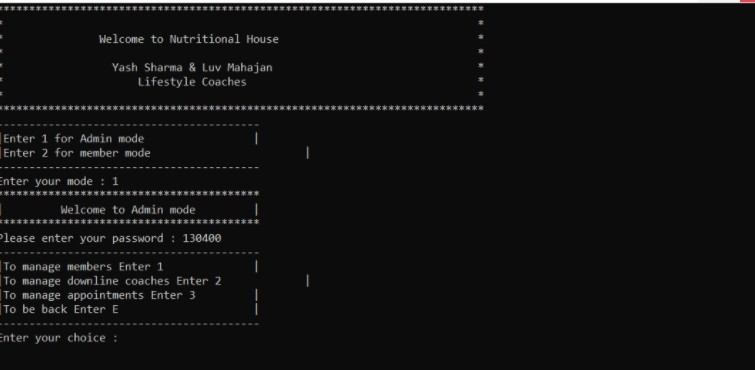 ******************************************************************************
*                                                                            *
*               Welcome to Nutritional House                                 *
*                                                                            *
*                 Yash Sharma & Luv Mahajan                                  *
*                     Lifestyle Coaches                                      *
*                                                                            *
******************************************************************************
-----------------------------------------
|Enter 1 for Admin mode                 |
|Enter 2 for member mode                        |
-----------------------------------------
Enter your mode : 1
*****************************************
|         Welcome to Admin mode         |
*****************************************
Please enter your password : 130400
-----------------------------------------
|To manage members Enter 1              |
|To manage downline coaches Enter 2             |
|To manage appointments Enter 3         |
|To be back Enter E                     |
-----------------------------------------
Enter your choice :